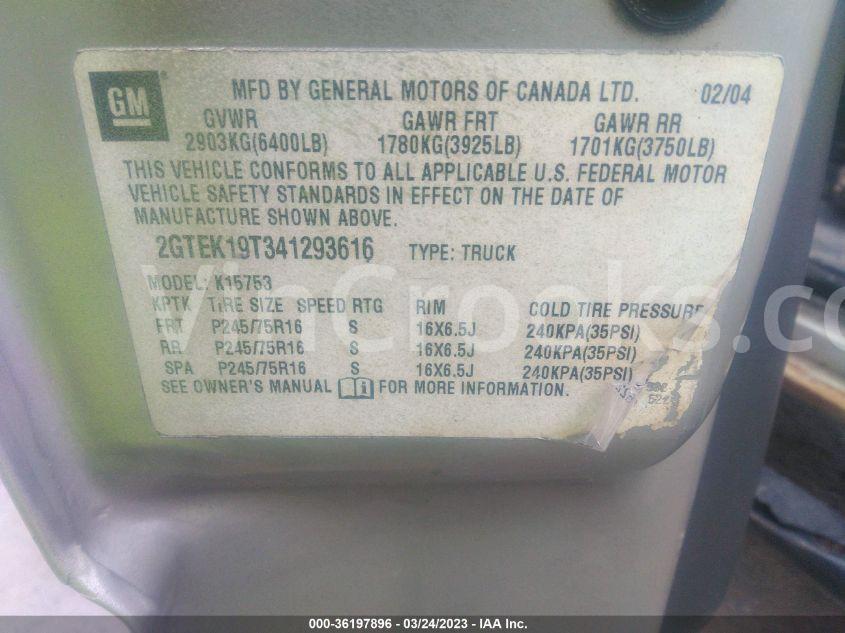 GM
MFD BY GENERAL MOTORS OF CANADA LTD. 02/04
GVWR GAWR FRT GAWR RR
2903KG(6400LB) 1780KG(3925LB) 1701KG(3750LB)
THIS VEHICLE CONFORMS TO ALL APPLICABLE U.S. FEDERAL MOTOR
VEHICLE SAFETY STANDARDS IN EFFECT ON THE DATE OF
MANUFACTURE SHOWN ABOVE.
2GTEK19T341293616 TYPE: TRUCK
MODEL: K15753
KPTK TIRE SIZE SPEED RTG RIM COLD TIRE PRESSURE
FRT P245/75R16 S 16X6.5J 240KPA(35PSI)
RR P245/75R16 S 16X6.5J 240KPA(35PSI)
SPA P245/75R16 S 16X6.5J 240KPA(35PSI)
SEE OWNER'S MANUAL FOR MORE INFORMATION.
VinCrooks.com
000-36197896 - 03/24/2023 - IAA Inc.